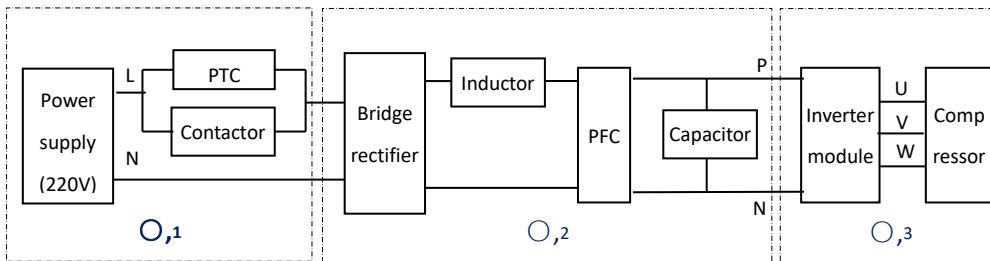 Power
supply
(220V)
L
N
PTC
Contactor
Bridge
rectifier
Inductor
PFC
Capacitor
P
N
Inverter
module
U
V
W
Comp
ressor
○,1
○,2
○,3